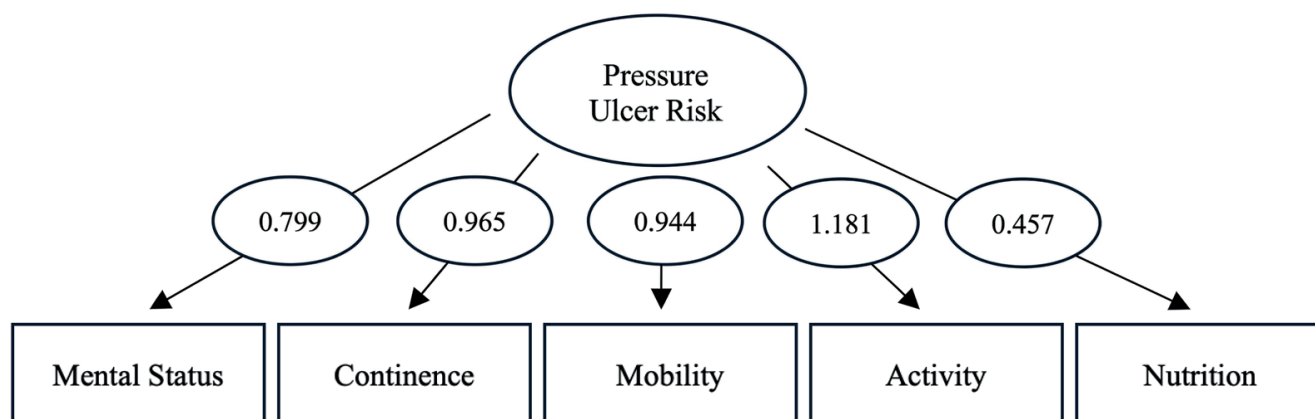 Pressure
Ulcer Risk
0.799
0.965
0.944
1.181
0.457
Mental Status
Continence
Mobility
Activity
Nutrition